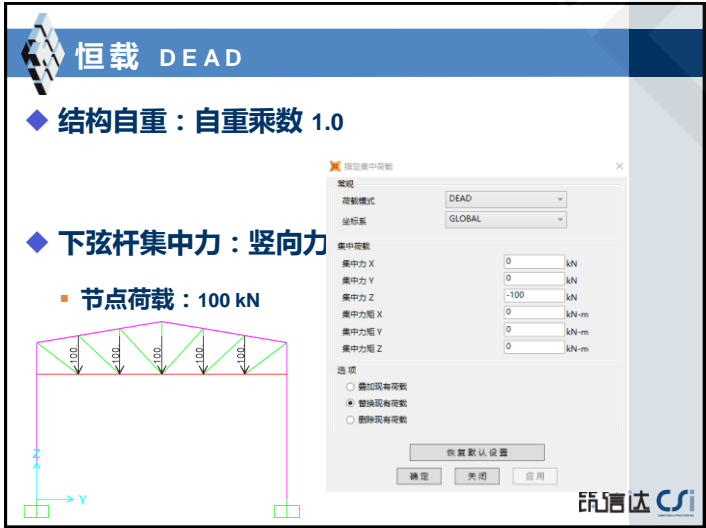 恒载 DEAD
结构自重：自重乘数 1.0
下弦杆集中力：竖向力
节点荷载：100 kN
100 100 100 100 100
Z
Y
指定集中荷载
常规
荷载模式 DEAD
坐标系 GLOBAL
集中荷载
集中力 X 0 kN
集中力 Y 0 kN
集中力 Z -100 kN
集中力矩 X 0 kN-m
集中力矩 Y 0 kN-m
集中力矩 Z 0 kN-m
选项
叠加现有荷载
替换现有荷载
删除现有荷载
恢复默认设置
确定 关闭 应用
筑信达 CSi